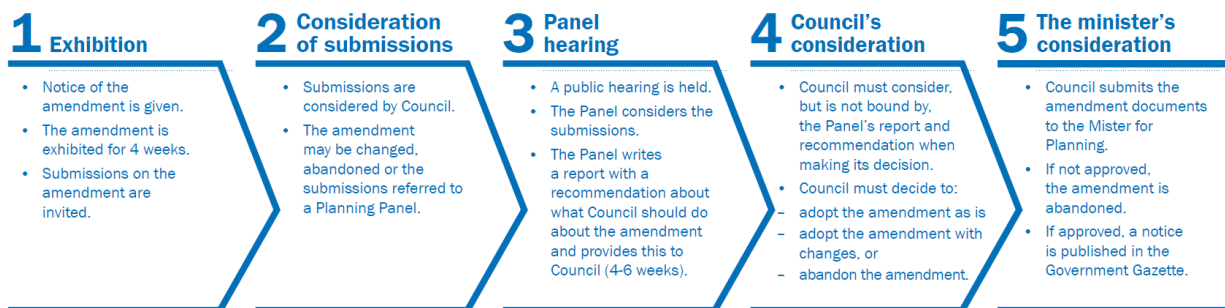 1 Exhibition
• Notice of the
amendment is given.
• The amendment is
exhibited for 4 weeks.
• Submissions on the
amendment are
invited.
2 Consideration
of submissions
• Submissions are
considered by Council.
• The amendment
may be changed,
abandoned or the
submissions referred to
a Planning Panel.
3 Panel
hearing
• A public hearing is held.
• The Panel considers the
submissions.
• The Panel writes
a report with a
recommendation about
what Council should do
about the amendment
and provides this to
Council (4-6 weeks).
4 Council's
consideration
• Council must consider,
but is not bound by,
the Panel's report and
recommendation when
making its decision.
• Council must decide to:
– adopt the amendment as is
– adopt the amendment with
changes, or
– abandon the amendment.
5 The minister's
consideration
• Council submits the
amendment documents
to the Mister for
Planning.
• If not approved,
the amendment is
abandoned.
• If approved, a notice
is published in the
Government Gazette.